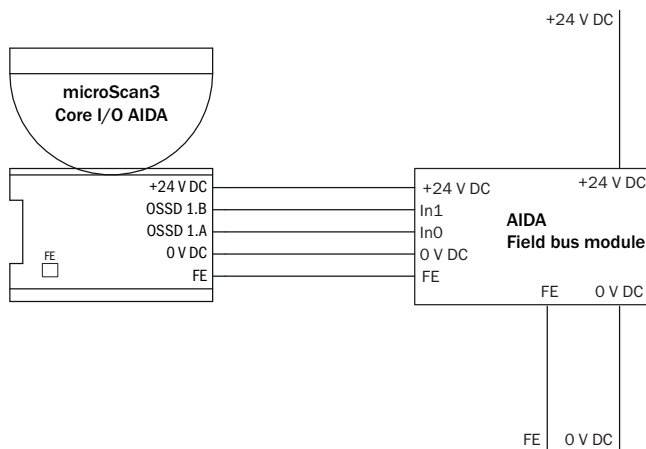 +24 V DC
microScan3
Core I/O AIDA
+24 V DC
OSSD 1.B
OSSD 1.A
0 V DC
FE
FE
+24 V DC
In1
In0
0 V DC
FE
+24 V DC
AIDA
Field bus module
FE
0 V DC
FE
0 V DC